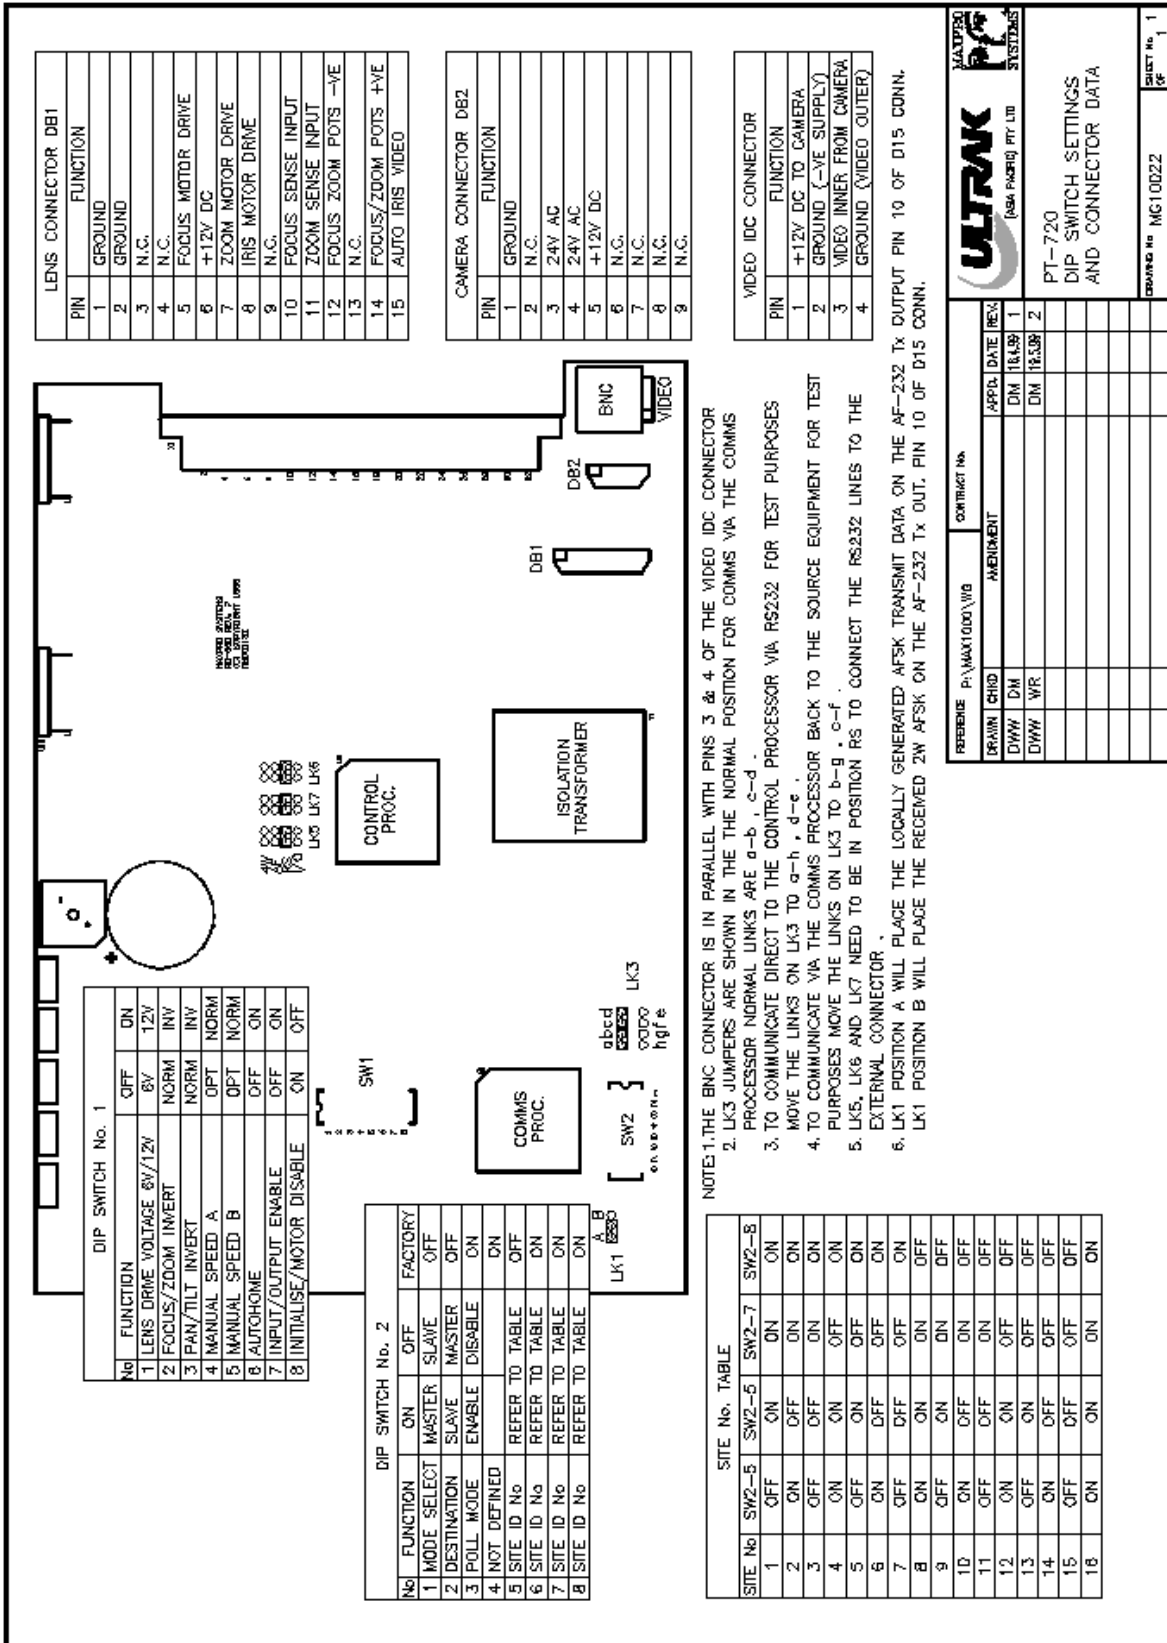 LENS CONNECTOR DB1
PIN FUNCTION
1 GROUND
2 GROUND
3 N.C.
4 N.C.
5 FOCUS MOTOR DRIVE
6 +12V DC
7 ZOOM MOTOR DRIVE
8 IRIS MOTOR DRIVE
9 N.C.
10 FOCUS SENSE INPUT
11 ZOOM SENSE INPUT
12 FOCUS ZOOM POTS -VE
13 N.C.
14 FOCUS/ZOOM POTS +VE
15 AUTO IRIS VIDEO
CAMERA CONNECTOR DB2
PIN FUNCTION
1 GROUND
2 N.C.
3 24V AC
4 24V AC
5 +12V DC
6 N.C.
7 N.C.
8 N.C.
9 N.C.
VIDEO IDC CONNECTOR
PIN FUNCTION
1 +12V DC TO CAMERA
2 GROUND (-VE SUPPLY)
3 VIDEO INNER FROM CAMERA
4 GROUND (VIDEO OUTER)
DIP SWITCH No. 1
No FUNCTION OFF ON
1 LENS DRIVE VOLTAGE 6V/12V 6V 12V
2 FOCUS/ZOOM INVERT NORM INV
3 PAN/TILT INVERT NORM INV
4 MANUAL SPEED A OPT NORM
5 MANUAL SPEED B OPT NORM
6 AUTOHOME OFF ON
7 INPUT/OUTPUT ENABLE OFF ON
8 INITIALISE/MOTOR DISABLE ON OFF
LK5 LK7 LK6
CONTROL
PROC.
ISOLATION
TRANSFORMER
DB1
DB2
BNC
VIDEO
SW1
abcd
LK3
hgfe
COMMS
PROC.
SW2
A B
LK1
DIP SWITCH No. 2
No FUNCTION ON OFF FACTORY
1 MODE SELECT MASTER SLAVE OFF
2 DESTINATION SLAVE MASTER OFF
3 POLL MODE ENABLE DISABLE ON
4 NOT DEFINED ON
5 SITE ID No REFER TO TABLE OFF
6 SITE ID No REFER TO TABLE ON
7 SITE ID No REFER TO TABLE ON
8 SITE ID No REFER TO TABLE ON
NOTE: 1. THE BNC CONNECTOR IS IN PARALLEL WITH PINS 3 & 4 OF THE VIDEO IDC CONNECTOR
2. LK3 JUMPERS ARE SHOWN IN THE THE NORMAL POSITION FOR COMMS VIA THE COMMS
PROCESSOR NORMAL LINKS ARE a-b , c-d .
3. TO COMMUNICATE DIRECT TO THE CONTROL PROCESSOR VIA RS232 FOR TEST PURPOSES
MOVE THE LINKS ON LK3 TO a-h , d-e .
4. TO COMMUNICATE VIA THE COMMS PROCESSOR BACK TO THE SOURCE EQUIPMENT FOR TEST
PURPOSES MOVE THE LINKS ON LK3 TO b-g , c-f .
5. LK5, LK6 AND LK7 NEED TO BE IN POSITION RS TO CONNECT THE RS232 LINES TO THE
EXTERNAL CONNECTOR .
6. LK1 POSITION A WILL PLACE THE LOCALLY GENERATED AFSK TRANSMIT DATA ON THE AF-232 Tx OUTPUT PIN 10 OF D15 CONN.
LK1 POSITION B WILL PLACE THE RECEIVED 2W AFSK ON THE AF-232 Tx OUT. PIN 10 OF D15 CONN.
SITE No. TABLE
SITE No SW2-5 SW2-5 SW2-7 SW2-8
1 OFF ON ON ON
2 ON OFF ON ON
3 OFF OFF ON ON
4 ON ON OFF ON
5 OFF ON OFF ON
6 ON OFF OFF ON
7 OFF OFF OFF ON
8 ON ON ON OFF
9 OFF ON ON OFF
10 ON OFF ON OFF
11 OFF OFF ON OFF
12 ON ON OFF OFF
13 OFF ON OFF OFF
14 ON OFF OFF OFF
15 OFF OFF OFF OFF
16 ON ON ON ON
REFERENCE P:\MAX1000\WG CONTRACT No.
DRAWN CHKD AMENDMENT APPD. DATE REV.
DWW DM DM 18.4.99 1
DWW WR DM 19.5.99 2
ULTRAK
(ASIA PACIFIC) PTY LTD
MAXPRO
SYSTEMS
PT-720
DIP SWITCH SETTINGS
AND CONNECTOR DATA
DRAWING No MG10022
SHEET No. 1
OF 1